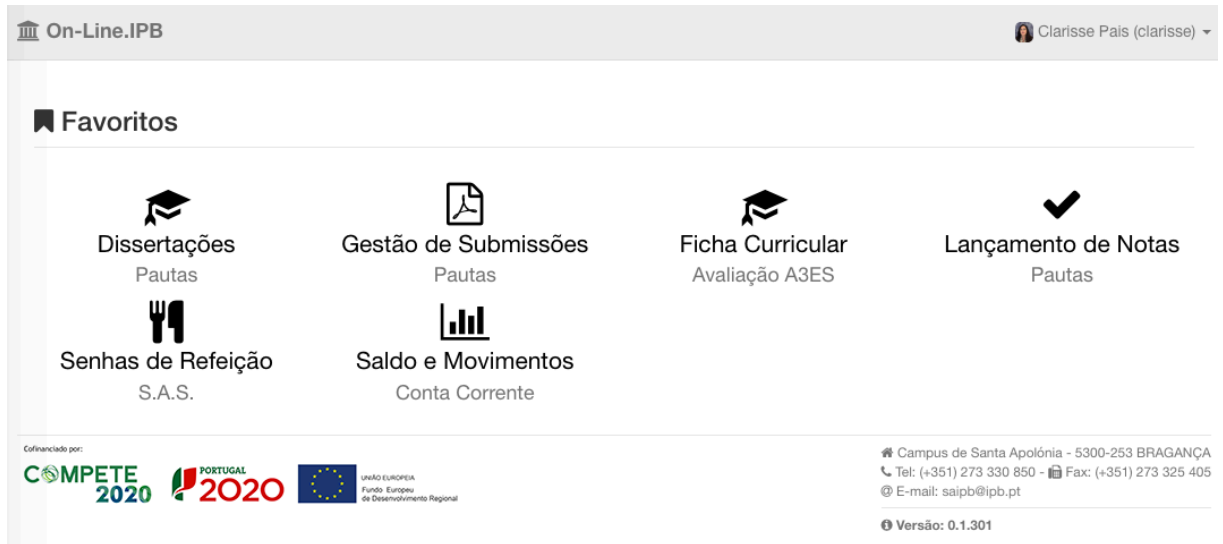 On-Line.IPB
Clarisse Pais (clarisse)
Favoritos
Dissertações
Pautas
Gestão de Submissões
Pautas
Ficha Curricular
Avaliação A3ES
Lançamento de Notas
Pautas
Senhas de Refeição
S.A.S.
Saldo e Movimentos
Conta Corrente
Cofinanciado por:
COMPETE
2020
PORTUGAL
2020
UNIÃO EUROPEIA
Fundo Europeu
de Desenvolvimento Regional
Campus de Santa Apolónia - 5300-253 BRAGANÇA
Tel: (+351) 273 330 850 - Fax: (+351) 273 325 405
@ E-mail: saipb@ipb.pt
Versão: 0.1.301